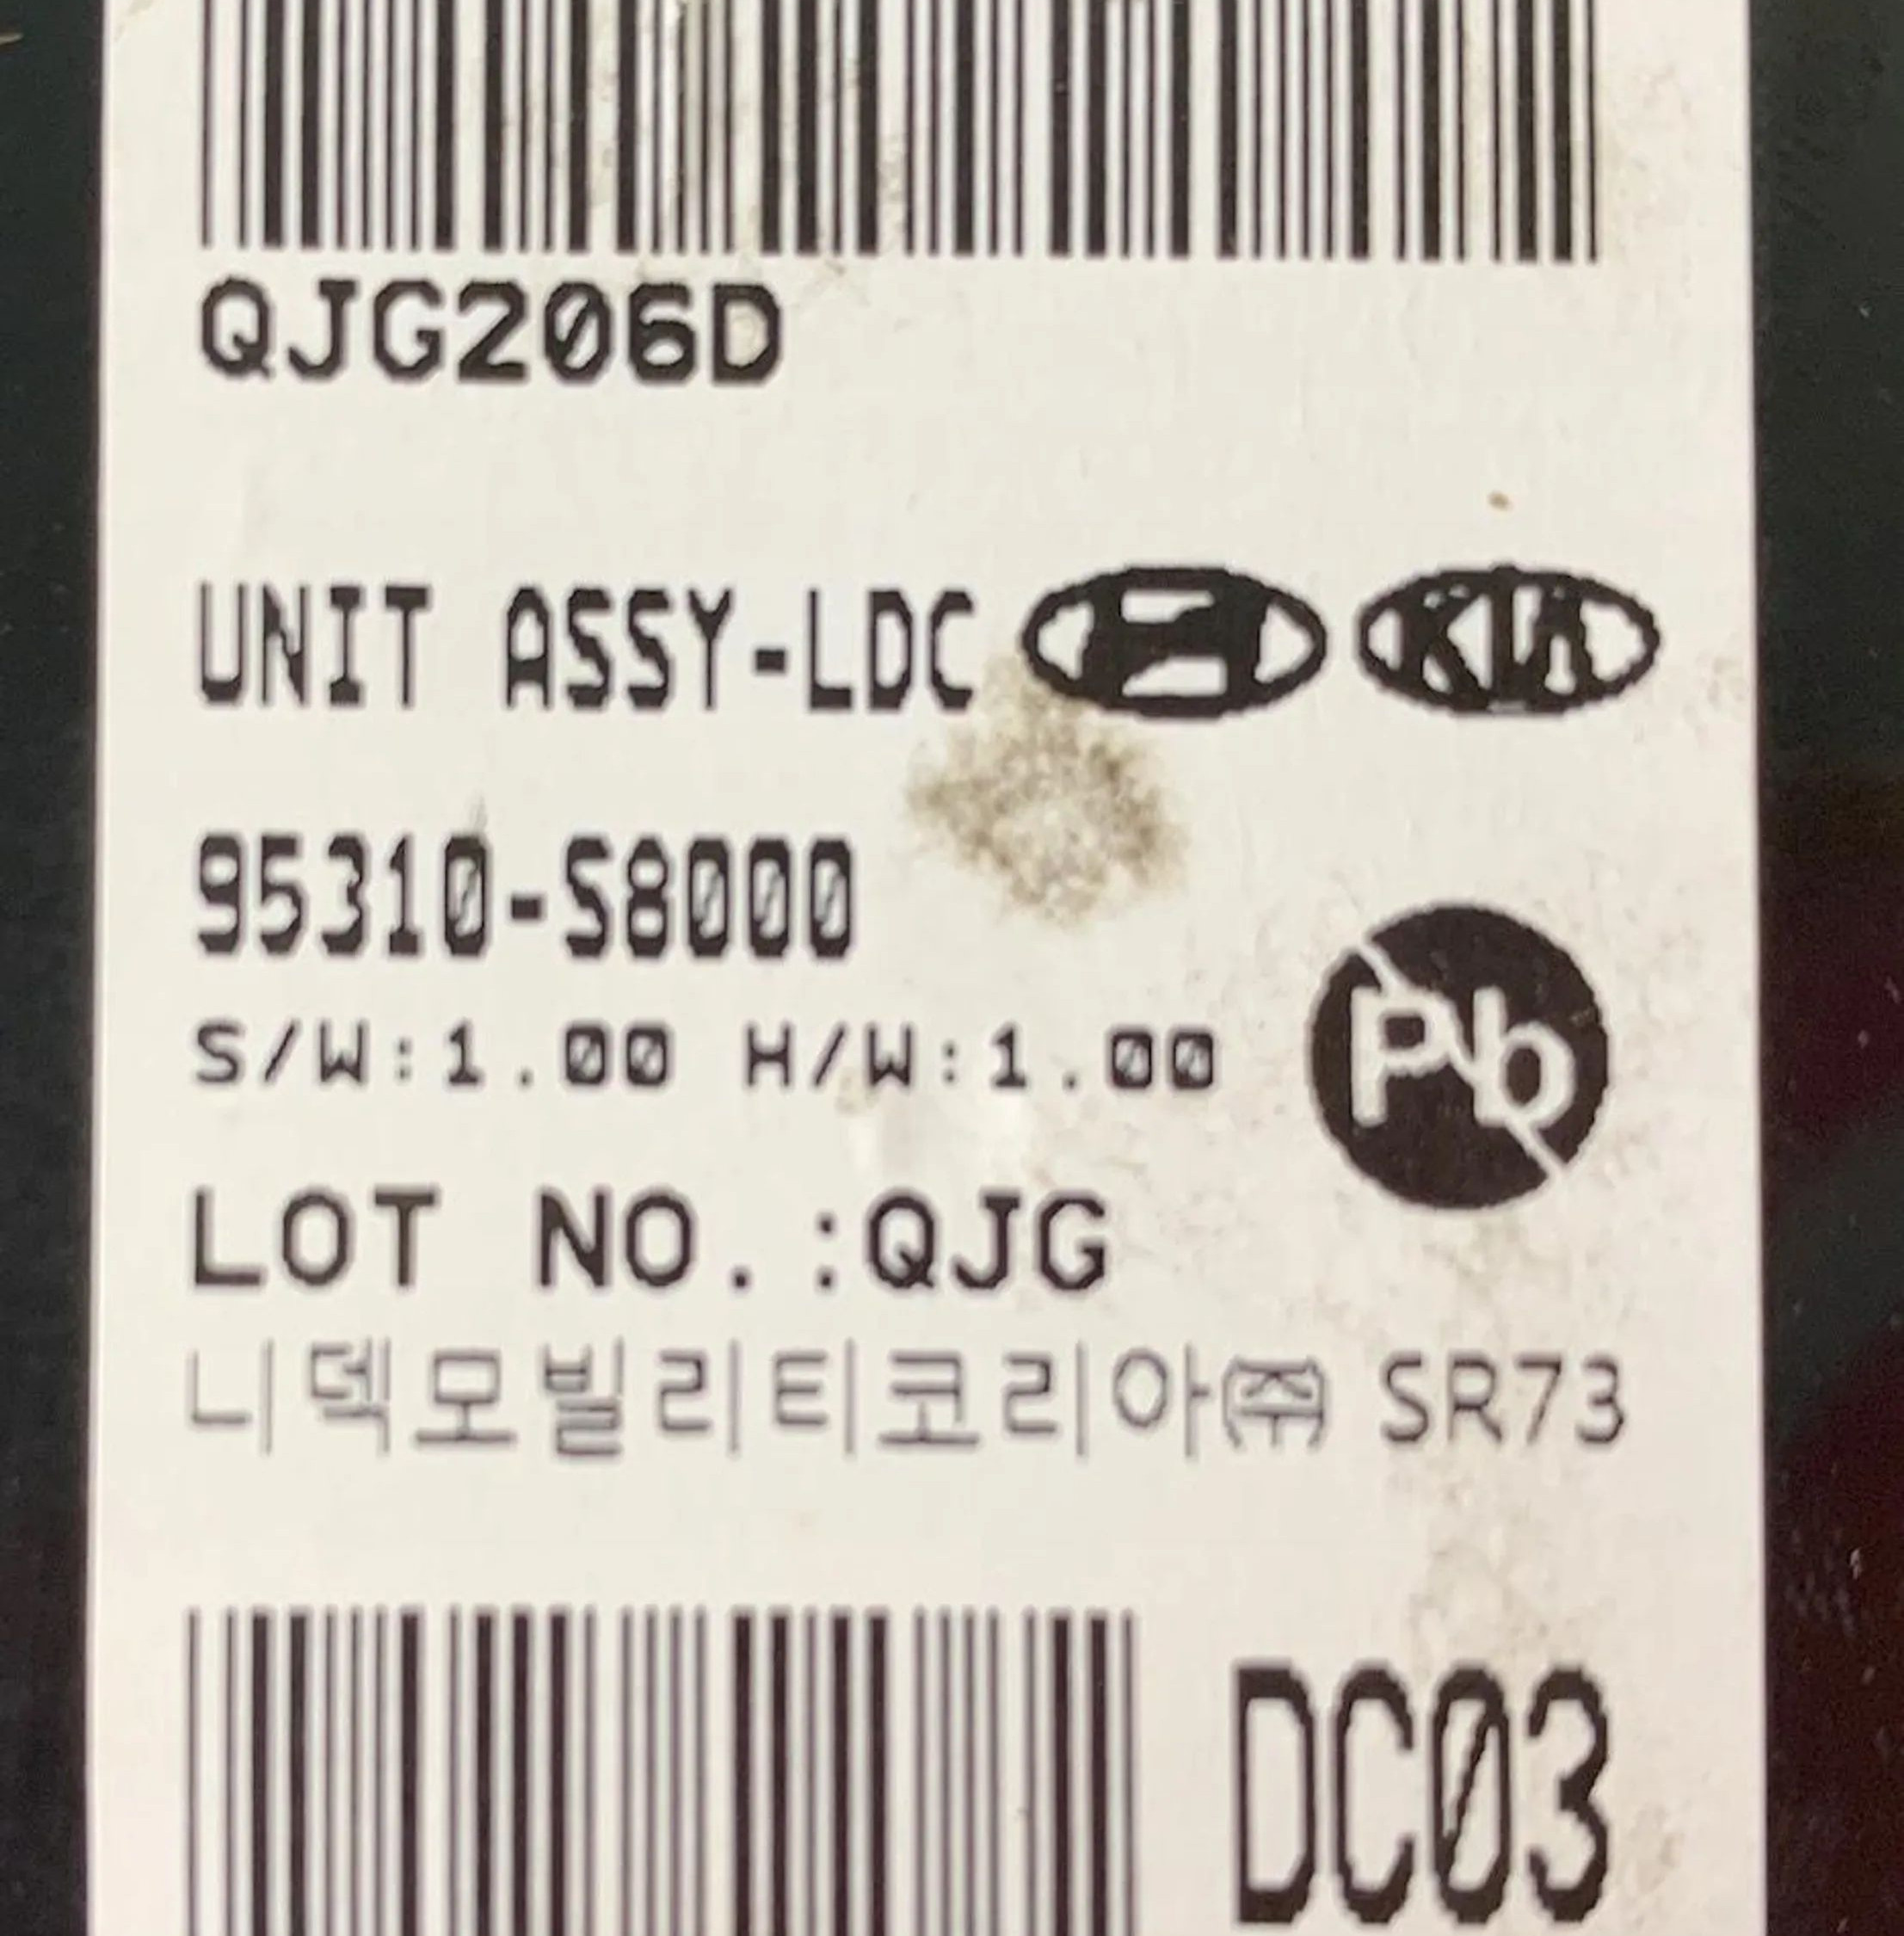 QJG206D
UNIT ASSY-LDC KIA
95310-S8000
S/W:1.00 H/W:1.00
Pb
LOT NO.:QJG
니덱모빌리티코리아㈜ SR73
DC03